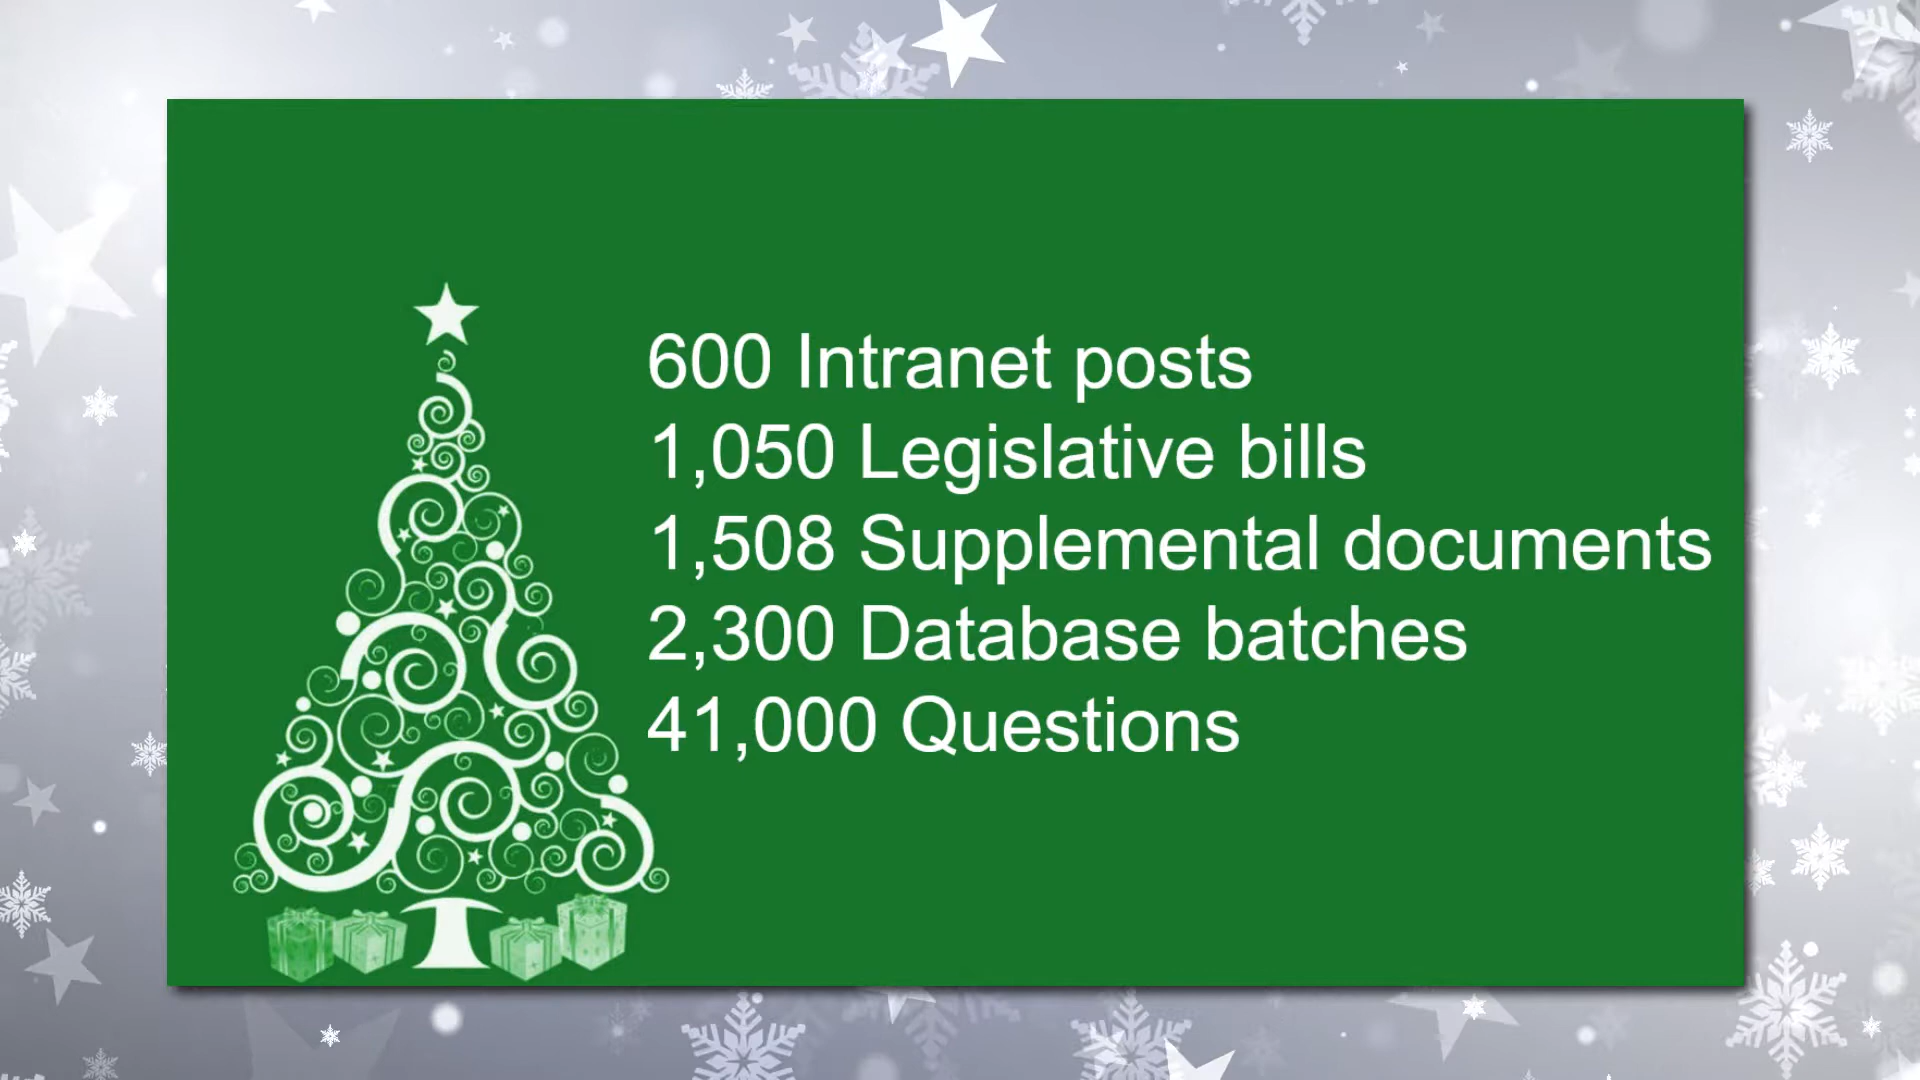 600 Intranet posts
1,050 Legislative bills
1,508 Supplemental documents
2,300 Database batches
41,000 Questions